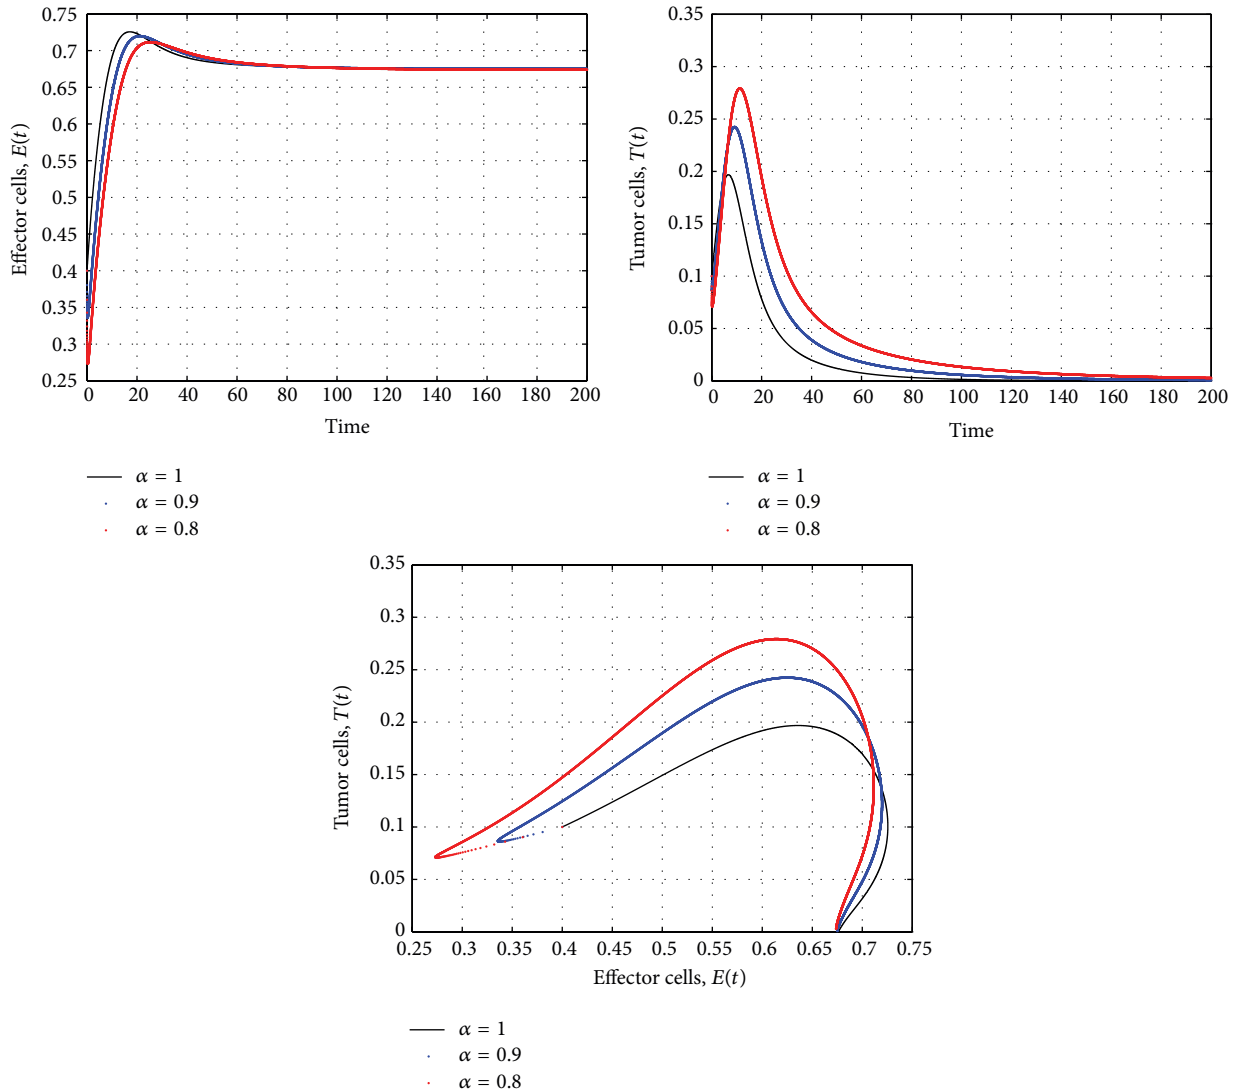 0.75
0.7
0.65
0.6
0.55
0.5
0.45
0.4
0.35
0.3
0.25
Effector cells, E(t)
0 20 40 60 80 100 120 140 160 180 200
Time
α = 1
α = 0.9
α = 0.8
0.35
0.3
0.25
0.2
0.15
0.1
0.05
0
Tumor cells, T(t)
0 20 40 60 80 100 120 140 160 180 200
Time
α = 1
α = 0.9
α = 0.8
0.35
0.3
0.25
0.2
0.15
0.1
0.05
0
Tumor cells, T(t)
0.25 0.3 0.35 0.4 0.45 0.5 0.55 0.6 0.65 0.7 0.75
Effector cells, E(t)
α = 1
α = 0.9
α = 0.8